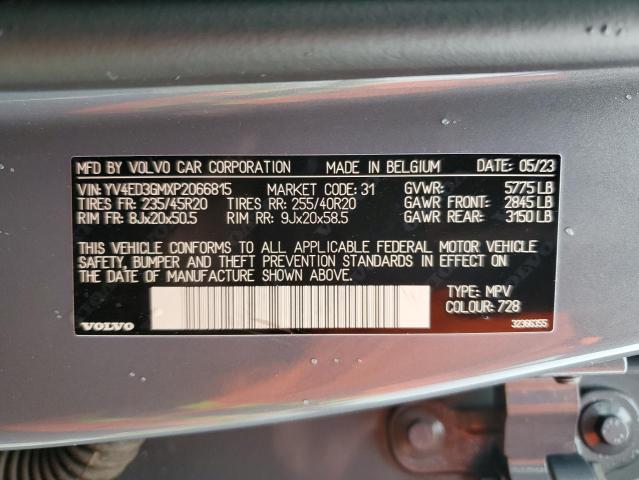 MFD BY VOLVO CAR CORPORATION MADE IN BELGIUM DATE: 05/23
VIN: YV4ED3GMXP2066815 MARKET CODE: 31 GVWR: 5775 LB
TIRES FR: 235/45R20 TIRES RR: 255/40R20 GAWR FRONT: 2845 LB
RIM FR: 8Jx20x50.5 RIM RR: 9Jx20x58.5 GAWR REAR: 3150 LB
THIS VEHICLE CONFORMS TO ALL APPLICABLE FEDERAL MOTOR VEHICLE
SAFETY, BUMPER AND THEFT PREVENTION STANDARDS IN EFFECT ON
THE DATE OF MANUFACTURE SHOWN ABOVE.
TYPE: MPV
COLOUR: 728
VOLVO 32366355